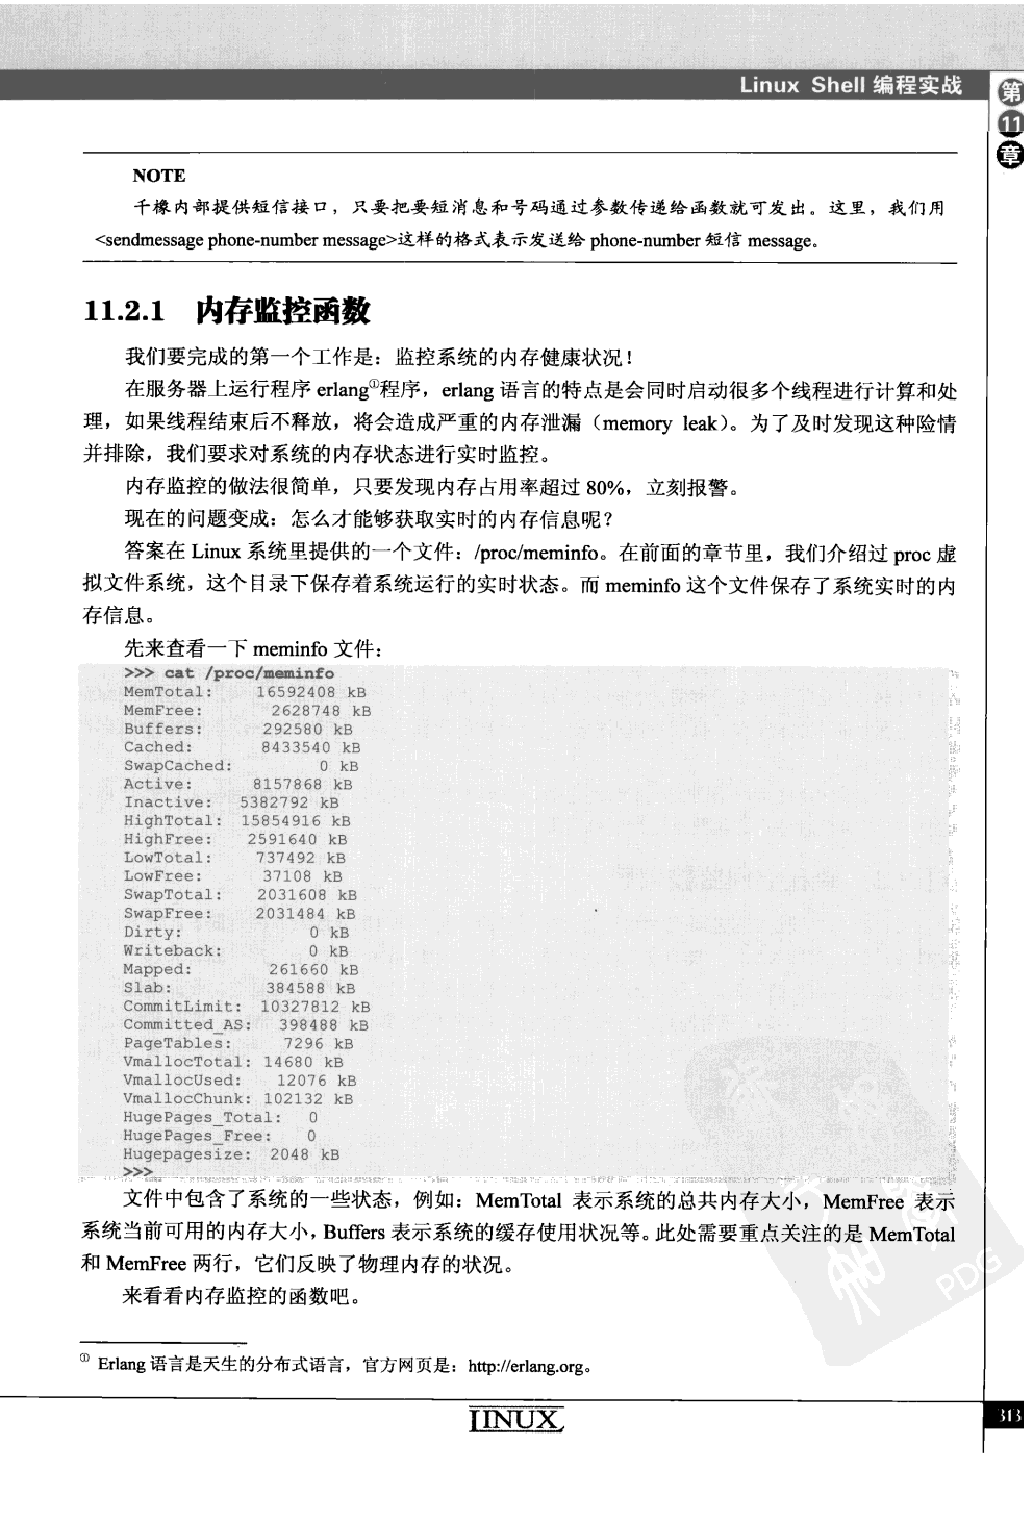 Linux Shell 编程实战
第
11
章
NOTE
千橡内部提供短信接口，只要把要短消息和号码通过参数传递给函数就可发出。这里，我们用
<sendmessage phone-number message>这样的格式表示发送给 phone-number 短信 message。
11.2.1 内存监控函数
我们要完成的第一个工作是：监控系统的内存健康状况！
在服务器上运行程序 erlang①程序，erlang 语言的特点是会同时启动很多个线程进行计算和处
理，如果线程结束后不释放，将会造成严重的内存泄漏（memory leak）。为了及时发现这种险情
并排除，我们要求对系统的内存状态进行实时监控。
内存监控的做法很简单，只要发现内存占用率超过 80%，立刻报警。
现在的问题变成：怎么才能够获取实时的内存信息呢？
答案在 Linux 系统里提供的一个文件：/proc/meminfo。在前面的章节里，我们介绍过 proc 虚
拟文件系统，这个目录下保存着系统运行的实时状态。而 meminfo 这个文件保存了系统实时的内
存信息。
先来查看一下 meminfo 文件：
>>> cat /proc/meminfo
MemTotal: 16592408 kB
MemFree: 2628748 kB
Buffers: 292580 kB
Cached: 8433540 kB
SwapCached: 0 kB
Active: 8157868 kB
Inactive: 5382792 kB
HighTotal: 15854916 kB
HighFree: 2591640 kB
LowTotal: 737492 kB
LowFree: 37108 kB
SwapTotal: 2031608 kB
SwapFree: 2031484 kB
Dirty: 0 kB
Writeback: 0 kB
Mapped: 261660 kB
Slab: 384588 kB
CommitLimit: 10327812 kB
Committed_AS: 398488 kB
PageTables: 7296 kB
VmallocTotal: 14680 kB
VmallocUsed: 12076 kB
VmallocChunk: 102132 kB
HugePages_Total: 0
HugePages_Free: 0
Hugepagesize: 2048 kB
>>>
文件中包含了系统的一些状态，例如：MemTotal 表示系统的总共内存大小，MemFree 表示
系统当前可用的内存大小，Buffers 表示系统的缓存使用状况等。此处需要重点关注的是 MemTotal
和 MemFree 两行，它们反映了物理内存的状况。
来看看内存监控的函数吧。
① Erlang 语言是天生的分布式语言，官方网页是：http://erlang.org。
LINUX
313
PDG